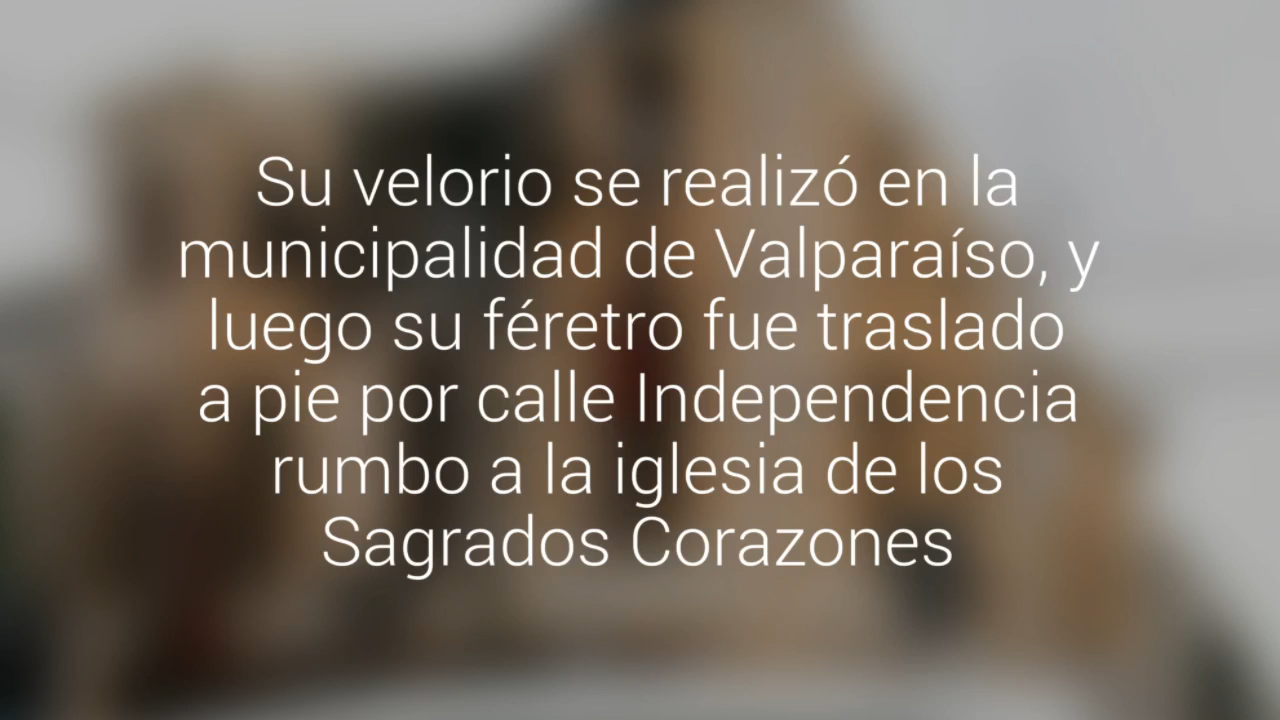 Su velorio se realizó en la
municipalidad de Valparaíso, y
luego su féretro fue traslado
a pie por calle Independencia
rumbo a la iglesia de los
Sagrados Corazones